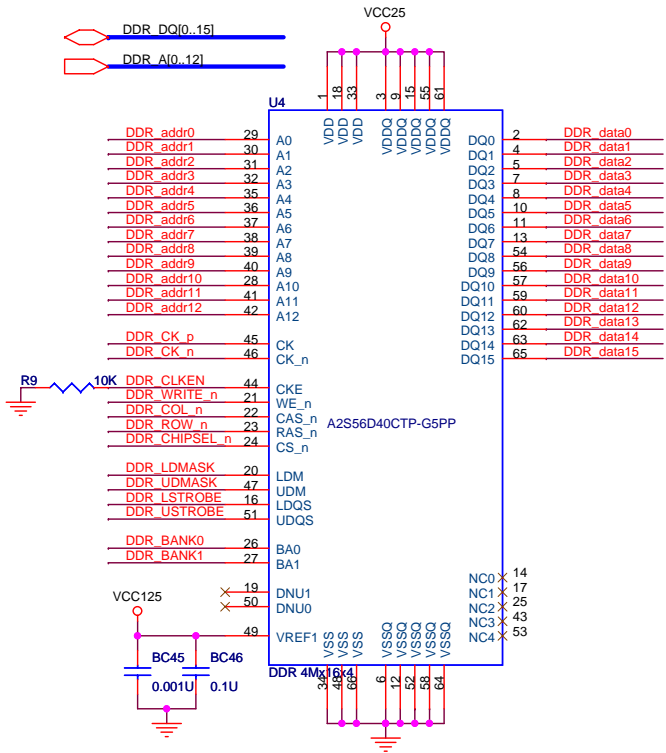 VCC25
DDR_DQ[0..15]
DDR_A[0..12]
U4
1 18 33 3 9 15 55 61
VDD VDD VDD VDDQ VDDQ VDDQ VDDQ VDDQ
DDR_addr0 29 A0 DQ0 2 DDR_data0
DDR_addr1 30 A1 DQ1 4 DDR_data1
DDR_addr2 31 A2 DQ2 5 DDR_data2
DDR_addr3 32 A3 DQ3 7 DDR_data3
DDR_addr4 35 A4 DQ4 8 DDR_data4
DDR_addr5 36 A5 DQ5 10 DDR_data5
DDR_addr6 37 A6 DQ6 11 DDR_data6
DDR_addr7 38 A7 DQ7 13 DDR_data7
DDR_addr8 39 A8 DQ8 54 DDR_data8
DDR_addr9 40 A9 DQ9 56 DDR_data9
DDR_addr10 28 A10 DQ10 57 DDR_data10
DDR_addr11 41 A11 DQ11 59 DDR_data11
DDR_addr12 42 A12 DQ12 60 DDR_data12
DQ13 62 DDR_data13
DDR_CK_p 45 CK DQ14 63 DDR_data14
DDR_CK_n 46 CK_n DQ15 65 DDR_data15
R9 10K DDR_CLKEN 44 CKE
DDR_WRITE_n 21 WE_n
DDR_COL_n 22 CAS_n
DDR_ROW_n 23 RAS_n
DDR_CHIPSEL_n 24 CS_n
A2S56D40CTP-G5PP
DDR_LDMASK 20 LDM
DDR_UDMASK 47 UDM
DDR_LSTROBE 16 LDQS
DDR_USTROBE 51 UDQS
DDR_BANK0 26 BA0
DDR_BANK1 27 BA1
NC0 14
19 DNU1 NC1 17
50 DNU0 NC2 25
NC3 43
VCC125
49 VREF1 NC4 53
VSS VSS VSS VSSQ VSSQ VSSQ VSSQ VSSQ
BC45 BC46
0.001U 0.1U
DDR 4Mx16x4
34 48 66 6 12 52 58 64